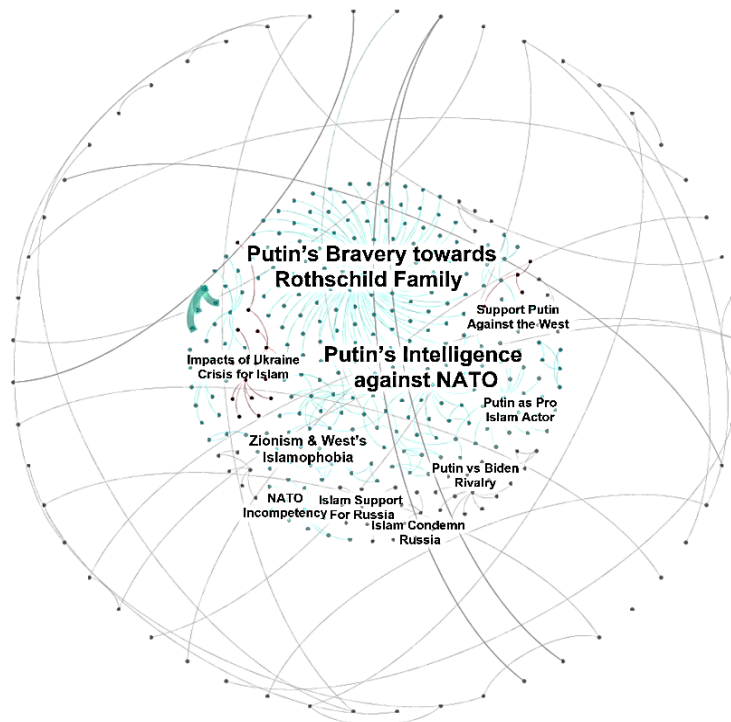 Putin's Bravery towards
Rothschild Family
Support Putin
Against the West
Putin's Intelligence
against NATO
Impacts of Ukraine
Crisis for Islam
Putin as Pro
Islam Actor
Zionism & West's
Islamophobia
Putin vs Biden
Rivalry
NATO
Incompetency
Islam Support
For Russia
Islam Condemn
Russia